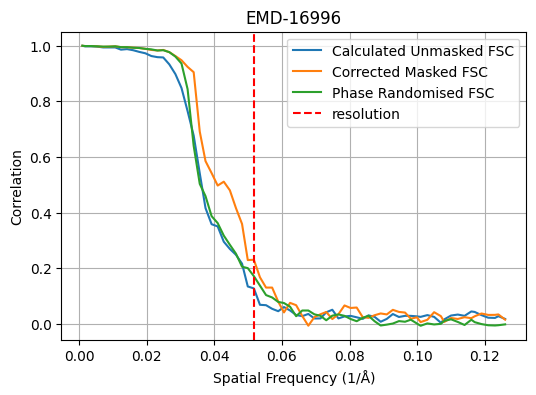 EMD-16996
Calculated Unmasked FSC
Corrected Masked FSC
Phase Randomised FSC
resolution
Correlation
1.0
0.8
0.6
0.4
0.2
0.0
0.00 0.02 0.04 0.06 0.08 0.10 0.12
Spatial Frequency (1/Å)